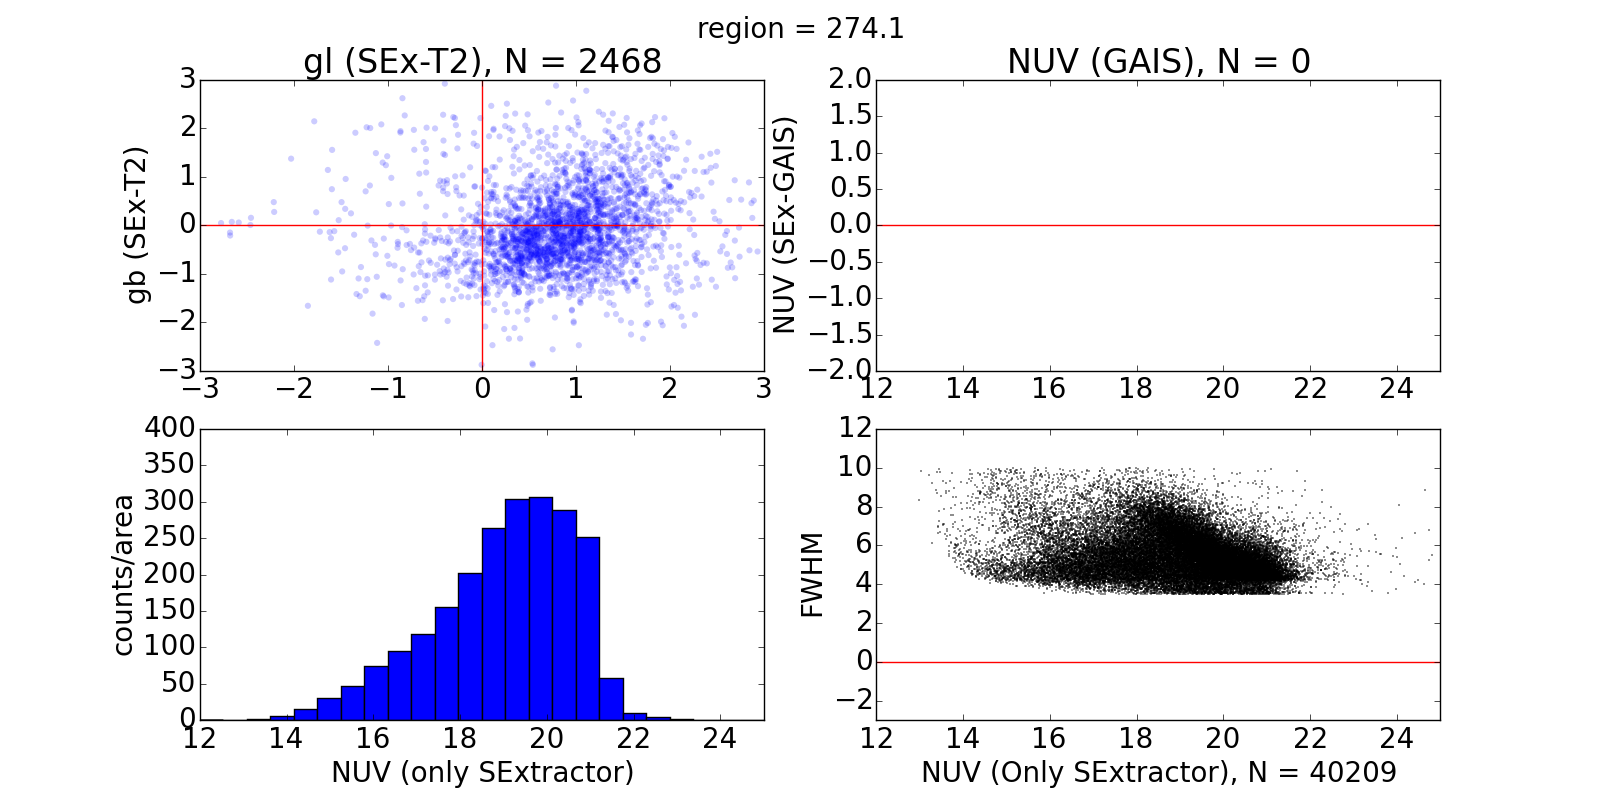 region = 274.1
gl (SEx-T2), N = 2468
NUV (GAIS), N = 0
gb (SEx-T2)
3
2
1
0
−1
−2
−3
−3 −2 −1 0 1 2 3
NUV (SEx-GAIS)
2.0
1.5
1.0
0.5
0.0
−0.5
−1.0
−1.5
−2.0
12 14 16 18 20 22 24
counts/area
400
350
300
250
200
150
100
50
0
12 14 16 18 20 22 24
NUV (only SExtractor)
FWHM
12
10
8
6
4
2
0
−2
12 14 16 18 20 22 24
NUV (Only SExtractor), N = 40209